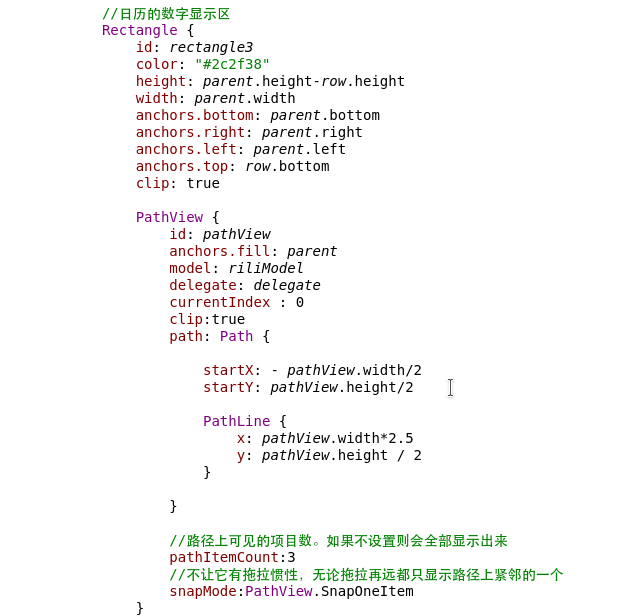 //日历的数字显示区
Rectangle {
id: rectangle3
color: "#2c2f38"
height: parent.height-row.height
width: parent.width
anchors.bottom: parent.bottom
anchors.right: parent.right
anchors.left: parent.left
anchors.top: row.bottom
clip: true
PathView {
id: pathView
anchors.fill: parent
model: riliModel
delegate: delegate
currentIndex : 0
clip:true
path: Path {
startX: - pathView.width/2
startY: pathView.height/2
PathLine {
x: pathView.width*2.5
y: pathView.height / 2
}
}
//路径上可见的项目数。如果不设置则会全部显示出来
pathItemCount:3
//不让它有拖拉惯性，无论拖拉再远都只显示路径上紧邻的一个
snapMode:PathView.SnapOneItem
}